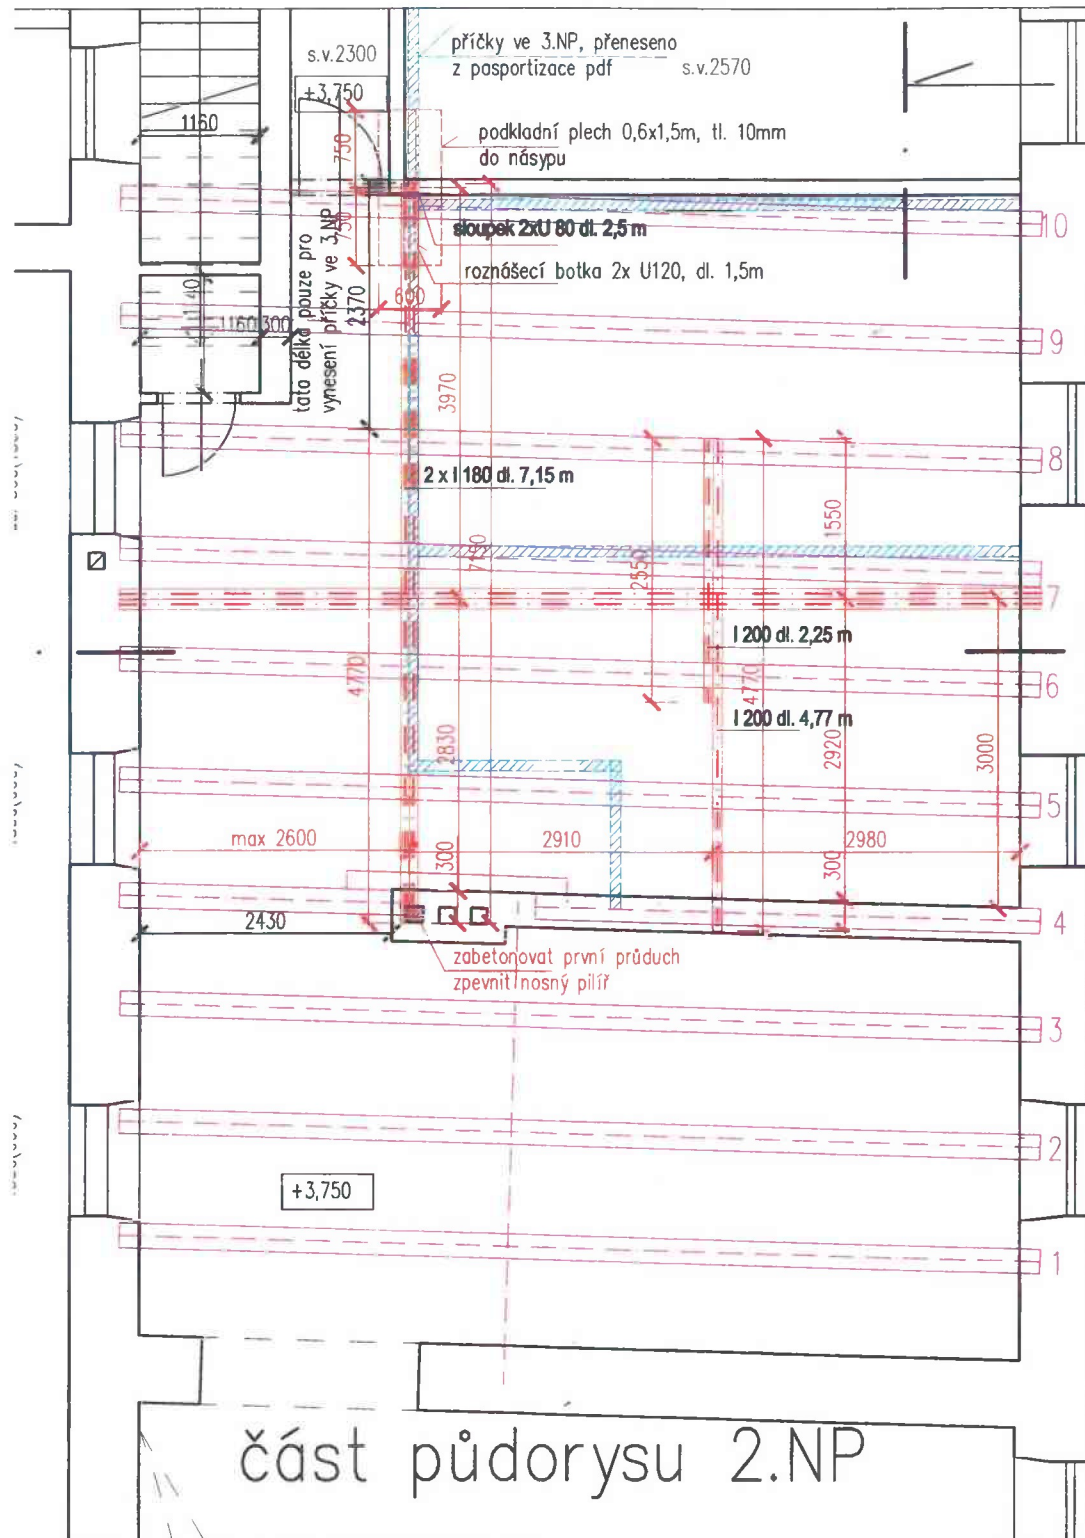 příčky ve 3.NP, přeneseno
z pasportizace pdf
s.v.2570
s.v.2300
+3,750
1160
750
podkladní plech 0,6x1,5m, tl. 10mm
do násypu
10
750
sloupek 2xU 80 dl. 2,5 m
roznášecí botka 2x U120, dl. 1,5m
600
tato délka pouze pro
vynesení příčky ve 3.NP
2370
1140
1160
300
9
3970
8
2 x I 180 dl. 7,15 m
1550
2550
7
I 200 dl. 2,25 m
4770
4770
6
I 200 dl. 4,77 m
2830
2920
3000
5
max 2600
2910
2980
300
300
2430
4
zabetonovat první průduch
zpevnit nosný pilíř
3
2
+3,750
1
část půdorysu 2.NP